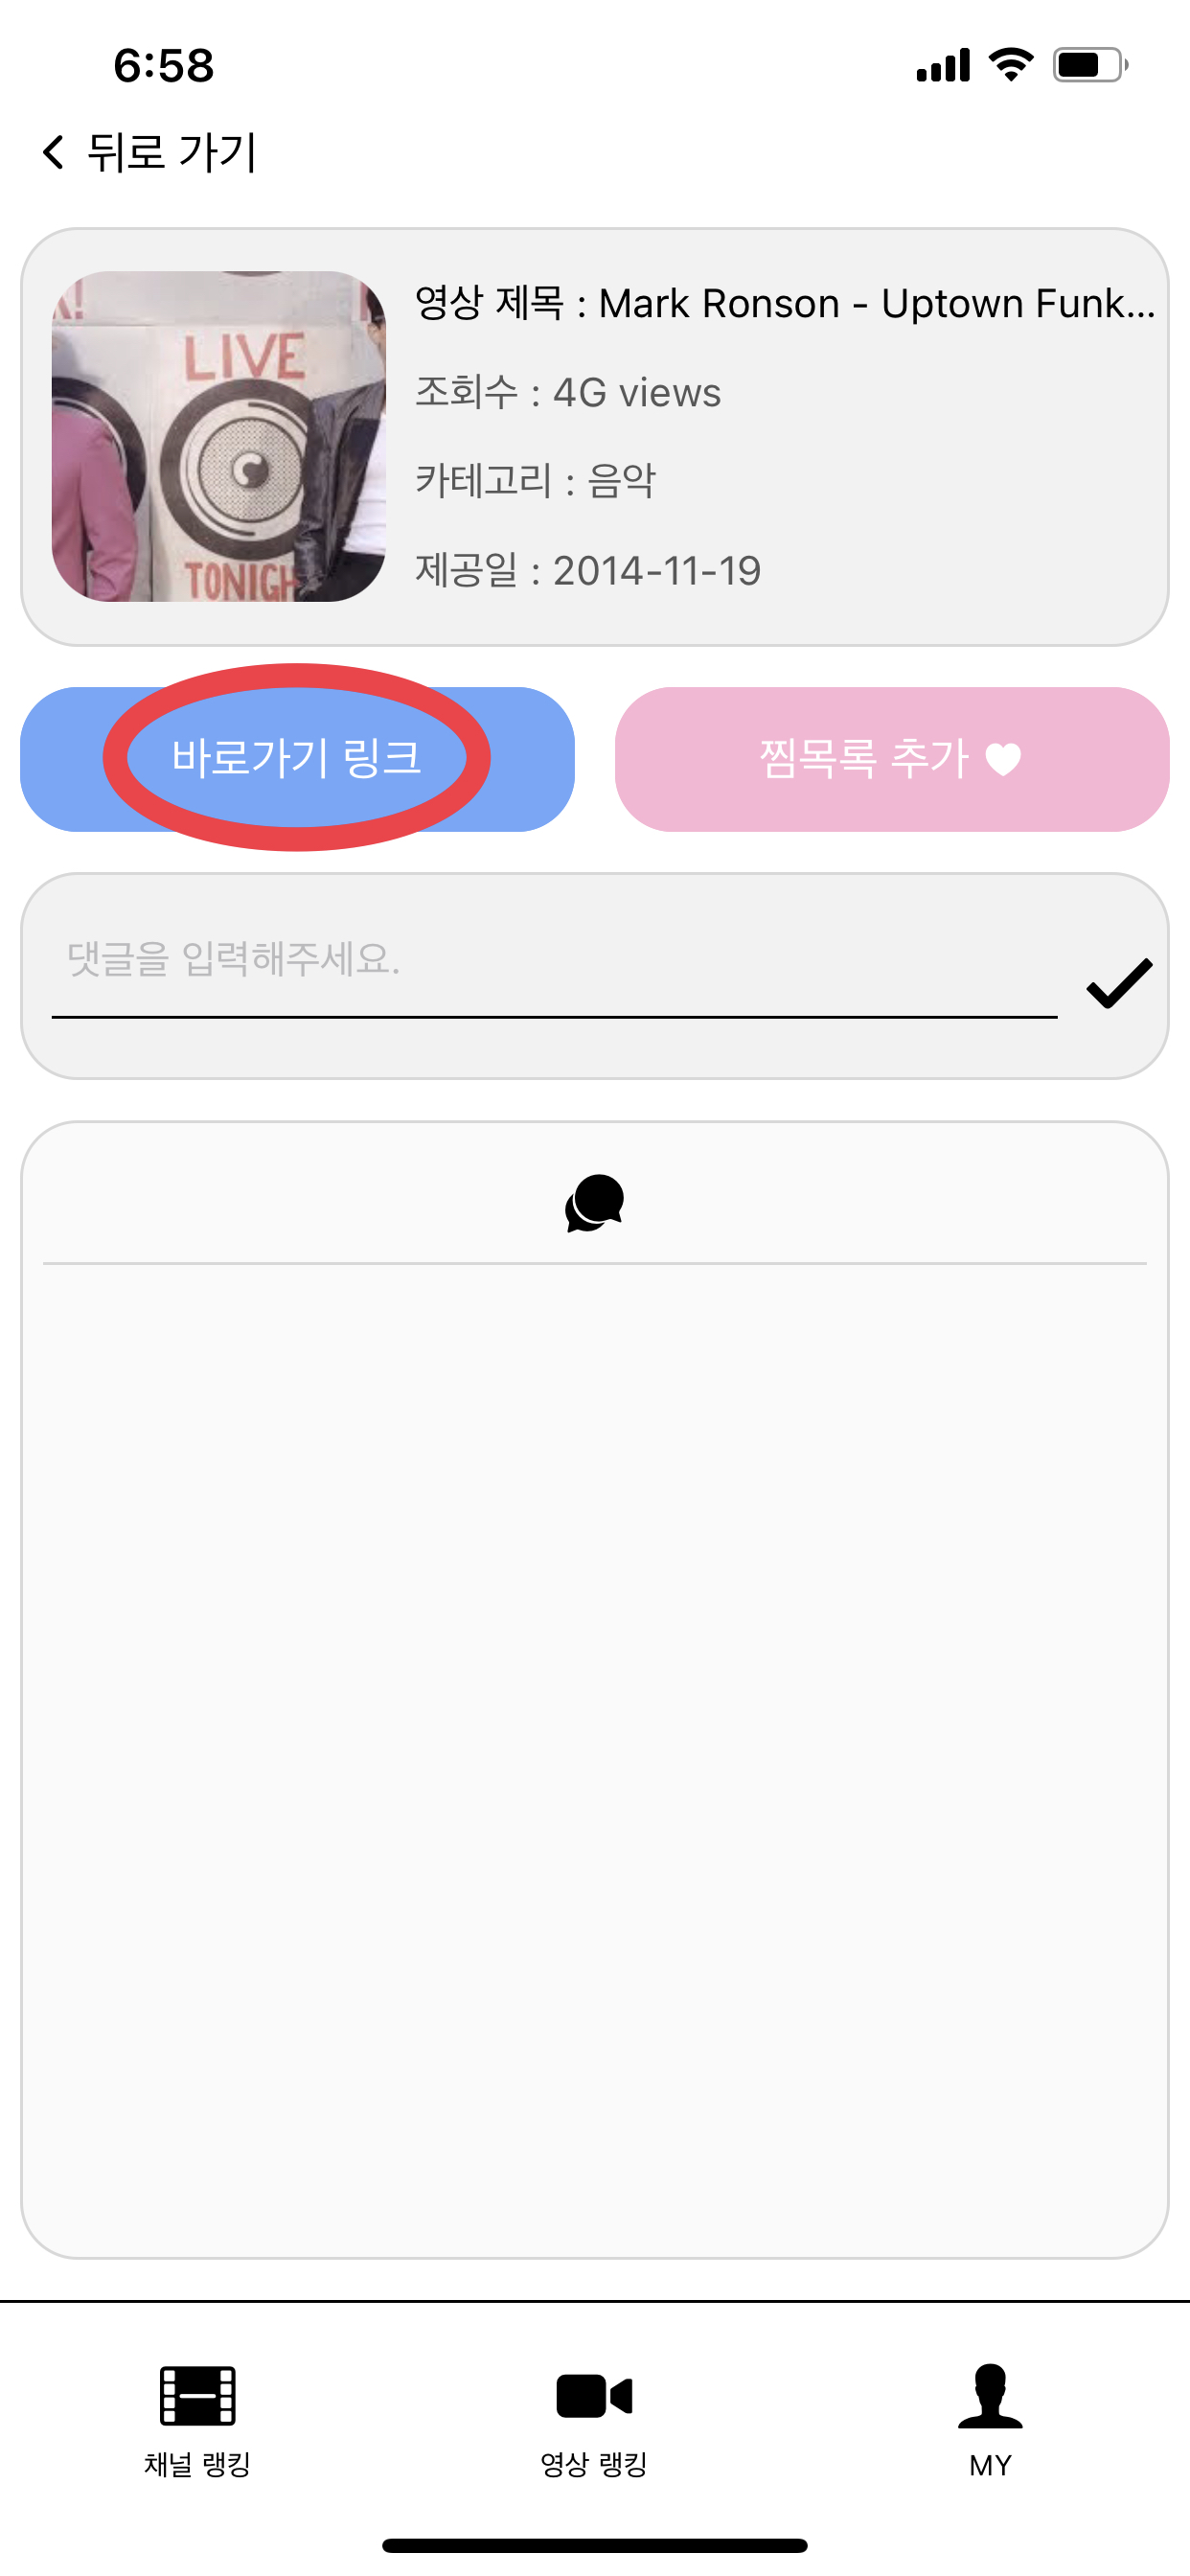 6:58
뒤로 가기
K!
LIVE
TONIGH
영상 제목 : Mark Ronson - Uptown Funk...
조회수 : 4G views
카테고리 : 음악
제공일 : 2014-11-19
바로가기 링크
찜목록 추가
댓글을 입력해주세요.
채널 랭킹
영상 랭킹
MY